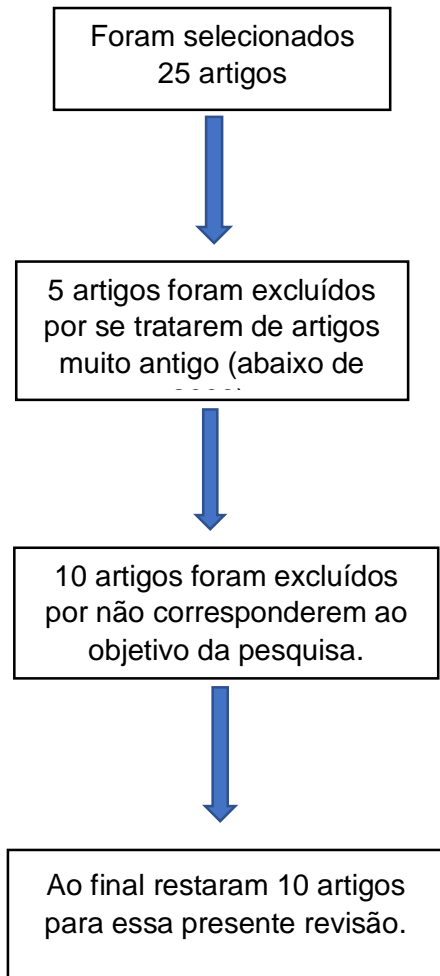 Foram selecionados
25 artigos
5 artigos foram excluídos
por se tratarem de artigos
muito antigo (abaixo de
10 artigos foram excluídos
por não corresponderem ao
objetivo da pesquisa.
Ao final restaram 10 artigos
para essa presente revisão.